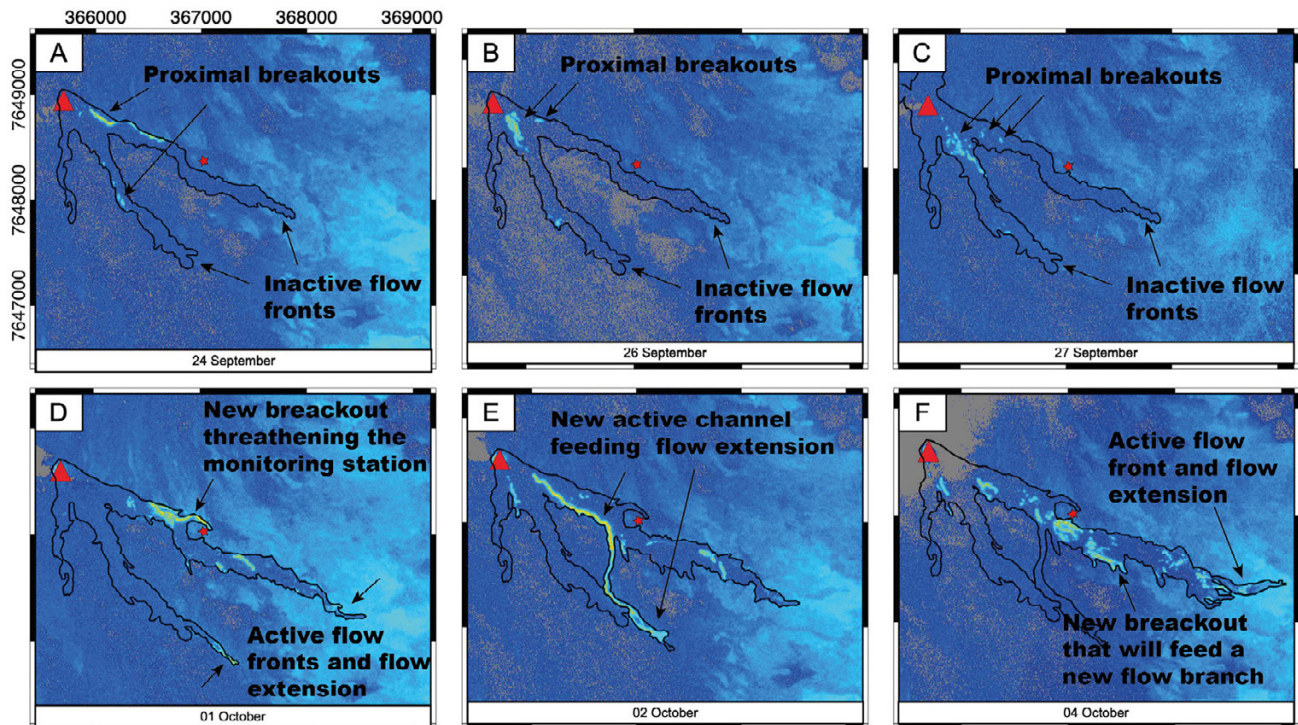 366000 367000 368000 369000
7649000
7648000
7647000
A
Proximal breakouts
Inactive flow
fronts
24 September
B
Proximal breakouts
Inactive flow
fronts
26 September
C
Proximal breakouts
Inactive flow
fronts
27 September
D
New breackout
threathening the
monitoring station
Active flow
fronts and flow
extension
01 October
E
New active channel
feeding flow extension
02 October
F
Active flow
front and flow
extension
New breackout
that will feed a
new flow branch
04 October